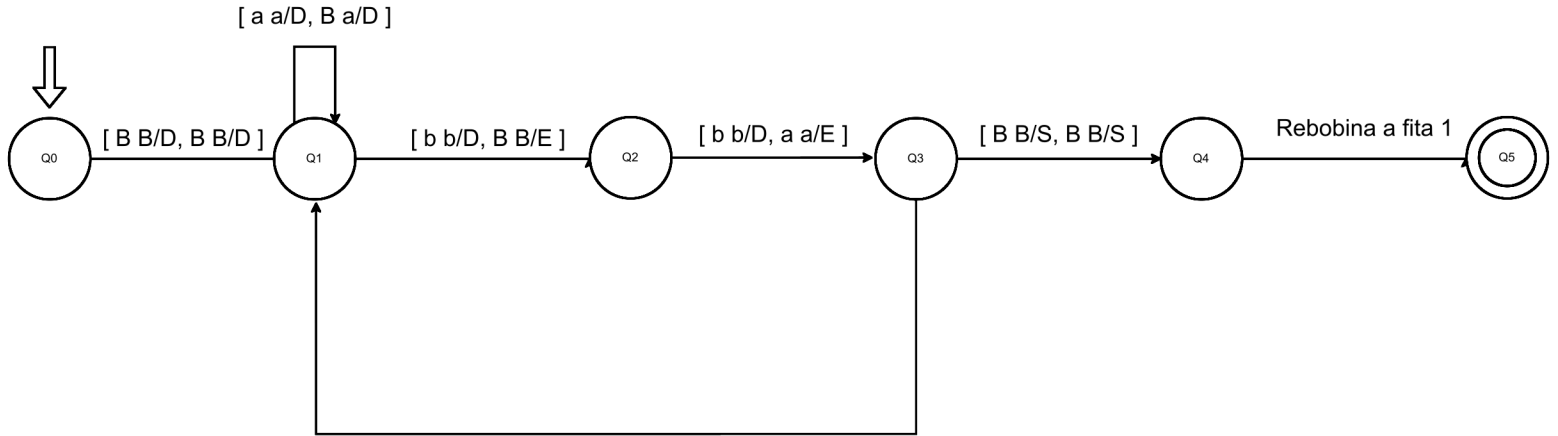 [ a a/D, B a/D ]
[ B B/D, B B/D ]
[ b b/D, B B/E ]
[ b b/D, a a/E ]
[ B B/S, B B/S ]
Rebobina a fita 1
Q0
Q1
Q2
Q3
Q4
Q5